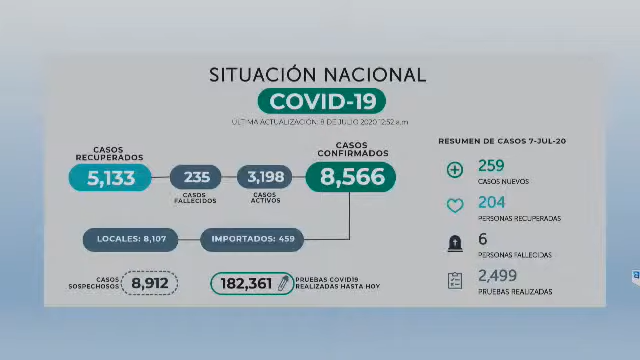 SITUACIÓN NACIONAL
COVID-19
ÚLTIMA ACTUALIZACIÓN: 8 DE JULIO 2020 12:52 a.m
CASOS
RECUPERADOS
5,133
235
CASOS
FALLECIDOS
3,198
CASOS
ACTIVOS
CASOS
CONFIRMADOS
8,566
LOCALES: 8,107
IMPORTADOS: 459
CASOS
SOSPECHOSOS
8,912
182,361
PRUEBAS COVID19
REALIZADAS HASTA HOY
RESUMEN DE CASOS 7-JUL-20
259
CASOS NUEVOS
204
PERSONAS RECUPERADAS
6
PERSONAS FALLECIDAS
2,499
PRUEBAS REALIZADAS